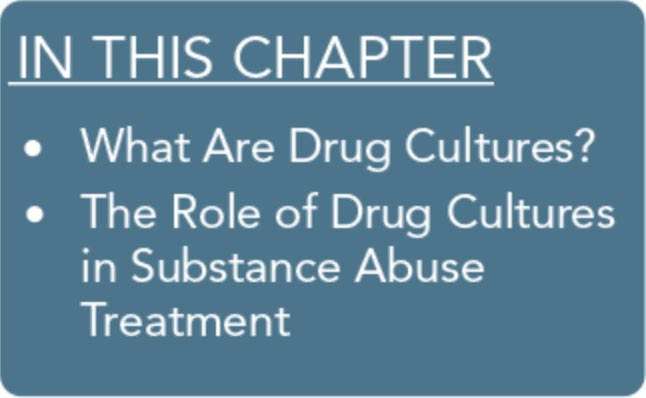 IN THIS CHAPTER
• What Are Drug Cultures?
• The Role of Drug Cultures
in Substance Abuse
Treatment